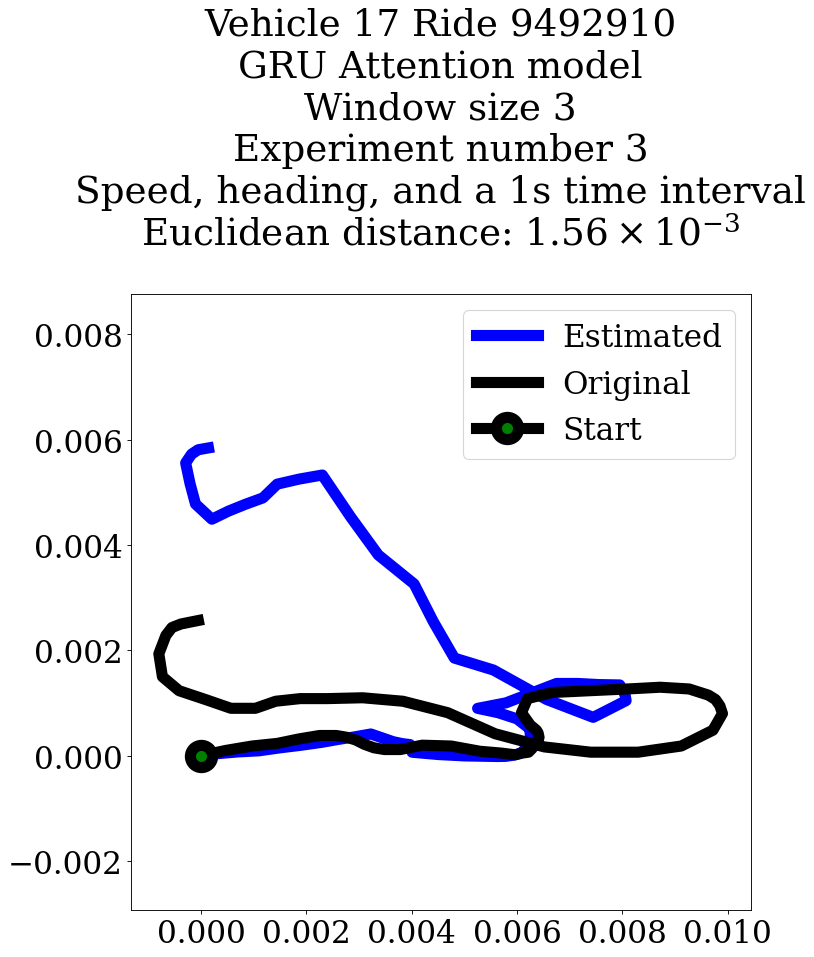 Vehicle 17 Ride 9492910
GRU Attention model
Window size 3
Experiment number 3
Speed, heading, and a 1s time interval
Euclidean distance: 1.56 × 10⁻³
Estimated
Original
Start
0.008
0.006
0.004
0.002
0.000
−0.002
0.000 0.002 0.004 0.006 0.008 0.010